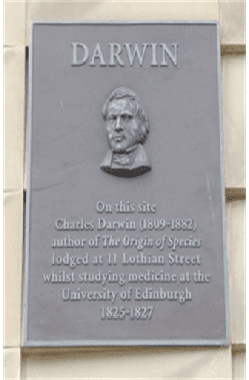 DARWIN
On this site
Charles Darwin (1809-1882)
author of The Origin of Species
lodged at 11 Lothian Street
whilst studying medicine at the
University of Edinburgh
1825-1827